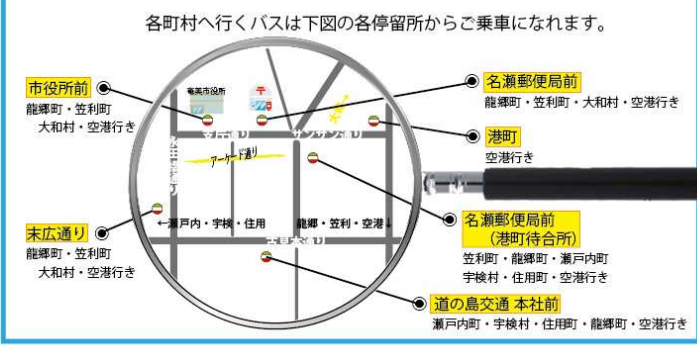 各町村へ行くバスは下図の各停留所からご乗車になれます。
市役所前
龍郷町・笠利町
大和村・空港行き
奄美市役所
名瀬郵便局前
龍郷町・笠利町・大和村・空港行き
港町
空港行き
サンサン通り
アーケード通り
末広通り
龍郷町・笠利町
大和村・空港行き
←瀬戸内・宇検・住用
龍郷・笠利・空港↓
名瀬郵便局前
(港町待合所)
笠利町・龍郷町・瀬戸内町
宇検村・住用町・空港行き
道の島交通 本社前
瀬戸内町・宇検村・住用町・龍郷町・空港行き